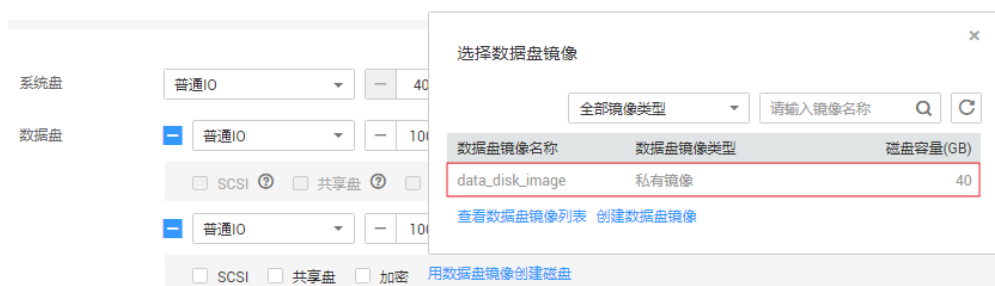 选择数据盘镜像
×
系统盘
普通IO
40
全部镜像类型
请输入镜像名称
数据盘
普通IO
100
数据盘镜像名称 数据盘镜像类型 磁盘容量(GB)
SCSI 共享盘
data_disk_image 私有镜像 40
查看数据盘镜像列表 创建数据盘镜像
普通IO
SCSI 共享盘 加密 用数据盘镜像创建磁盘